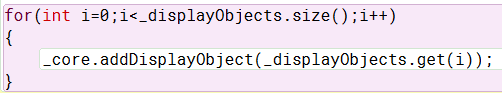 for(int i=0;i<_displayObjects.size();i++)
{
_core.addDisplayObject(_displayObjects.get(i));
}